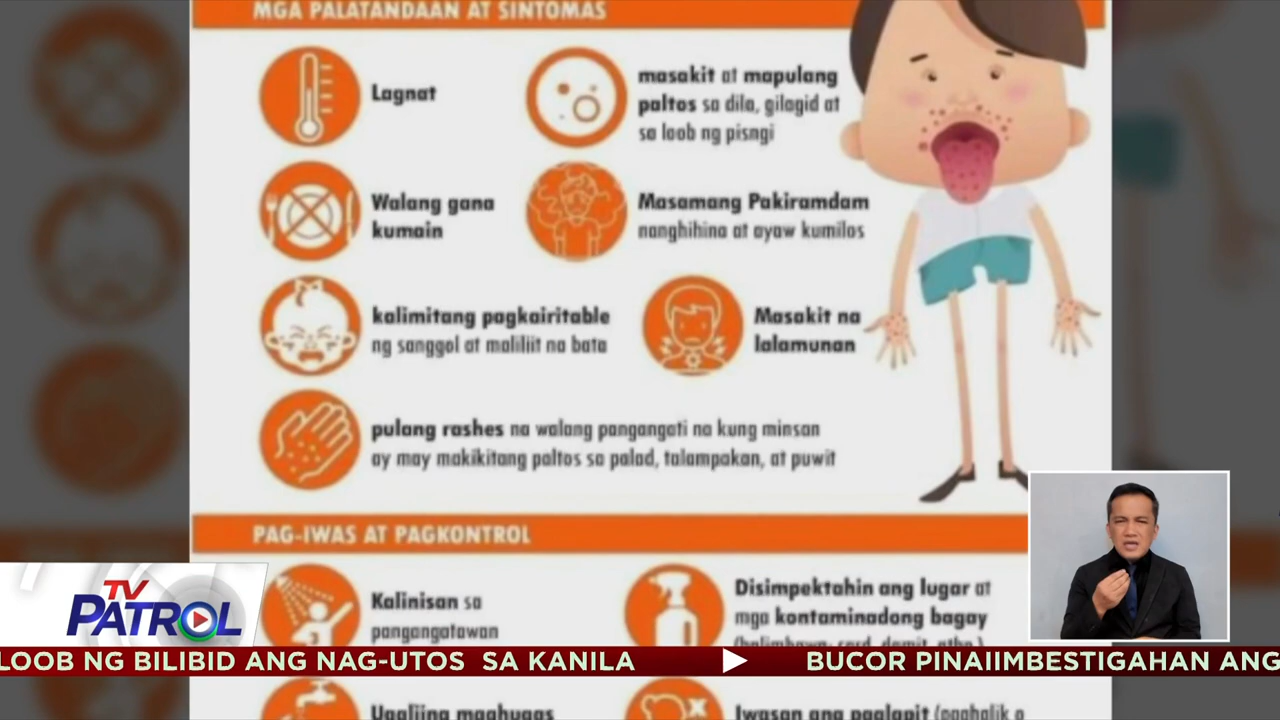 MGA PALATANDAAN AT SINTOMAS
Lagnat
masakit at mapulang
paltos sa dila, gilagid at
sa loob ng pisngi
Walang gana
kumain
Masamang Pakiramdam
nanghihina at ayaw kumilos
kalimitang pagkairitable
ng sanggol at maliliit na bata
Masakit na
lalamunan
pulang rashes na walang pangangati na kung minsan
ay may makikitang paltos sa palad, talampakan, at puwit
PAG-IWAS AT PAGKONTROL
Kalinisan sa
pangangatawan
Disimpektahin ang lugar at
mga kontaminadong bagay
TV
PATROL
LOOB NG BILIBID ANG NAG-UTOS SA KANILA
BUCOR PINAIIMBESTIGAHAN ANG
Ugaliing maghugas
Iwasan ang paglapit (paghalik o